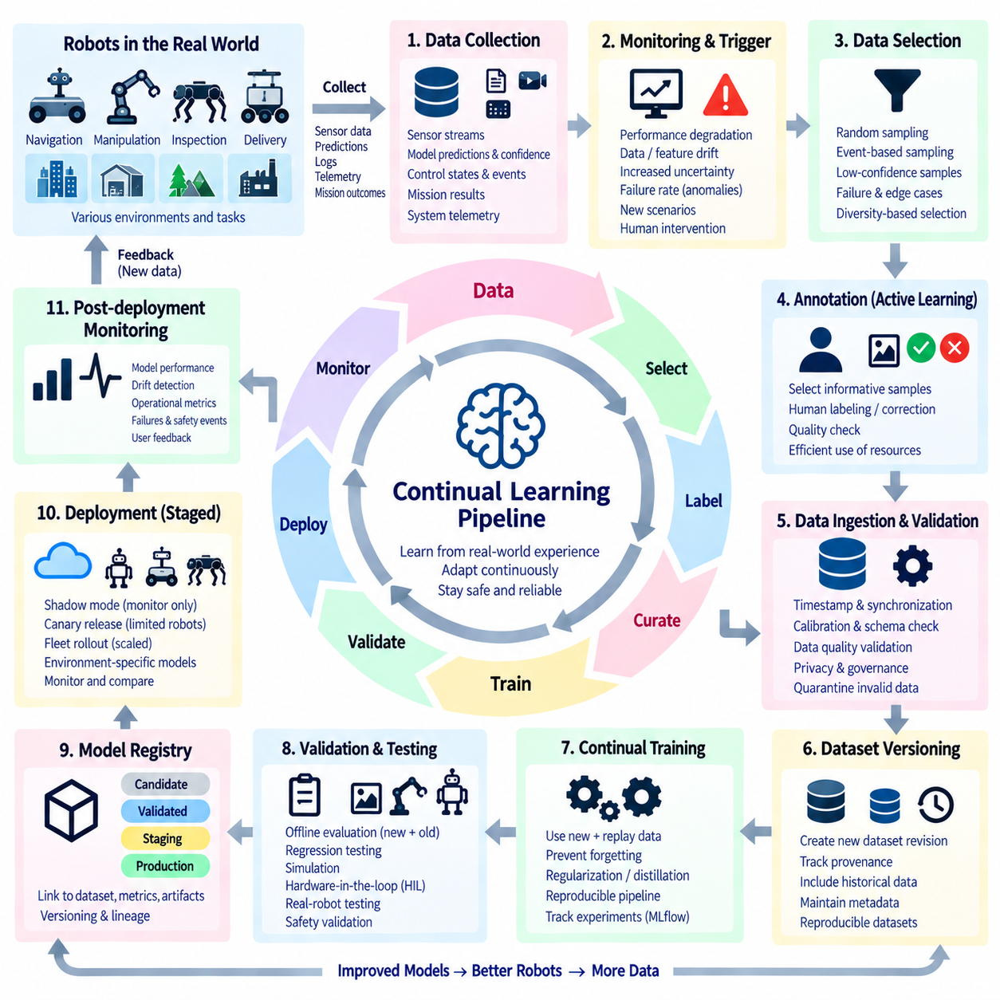 Robots in the Real World
Navigation
Manipulation
Inspection
Delivery
Various environments and tasks
Collect
Sensor data
Predictions
Logs
Telemetry
Mission outcomes
1. Data Collection
Sensor streams
Model predictions & confidence
Control states & events
Mission results
System telemetry
2. Monitoring & Trigger
Performance degradation
Data / feature drift
Increased uncertainty
Failure rate (anomalies)
New scenarios
Human intervention
3. Data Selection
Random sampling
Event-based sampling
Low-confidence samples
Failure & edge cases
Diversity-based selection
4. Annotation (Active Learning)
Select informative samples
Human labeling / correction
Quality check
Efficient use of resources
5. Data Ingestion & Validation
Timestamp & synchronization
Calibration & schema check
Data quality validation
Privacy & governance
Quarantine invalid data
6. Dataset Versioning
Create new dataset revision
Track provenance
Include historical data
Maintain metadata
Reproducible datasets
7. Continual Training
Use new + replay data
Prevent forgetting
Regularization / distillation
Reproducible pipeline
Track experiments (MLflow)
8. Validation & Testing
Offline evaluation (new + old)
Regression testing
Simulation
Hardware-in-the-loop (HIL)
Real-robot testing
Safety validation
9. Model Registry
Candidate
Validated
Staging
Production
Link to dataset, metrics, artifacts
Versioning & lineage
10. Deployment (Staged)
Shadow mode (monitor only)
Canary release (limited robots)
Fleet rollout (scaled)
Environment-specific models
Monitor and compare
11. Post-deployment
Monitoring
Model performance
Drift detection
Operational metrics
Failures & safety events
User feedback
Feedback
(New data)
Data
Select
Label
Curate
Train
Validate
Deploy
Monitor
Continual Learning
Pipeline
Learn from real-world experience
Adapt continuously
Stay safe and reliable
Improved Models → Better Robots → More Data